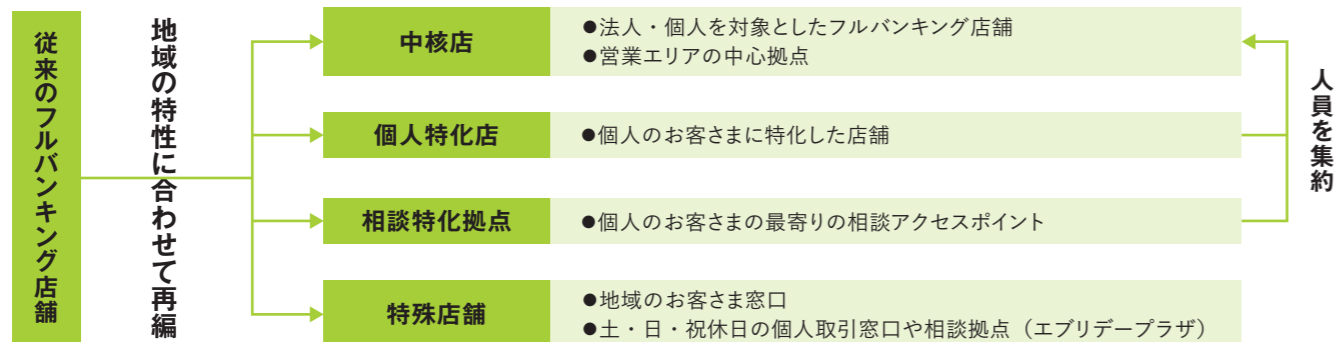 従来のフルバンキング店舗
地域の特性に合わせて再編
中核店
●法人・個人を対象としたフルバンキング店舗
●営業エリアの中心拠点
個人特化店
●個人のお客さまに特化した店舗
相談特化拠点
●個人のお客さまの最寄りの相談アクセスポイント
特殊店舗
●地域のお客さま窓口
●土・日・祝休日の個人取引窓口や相談拠点（エブリデープラザ）
人員を集約